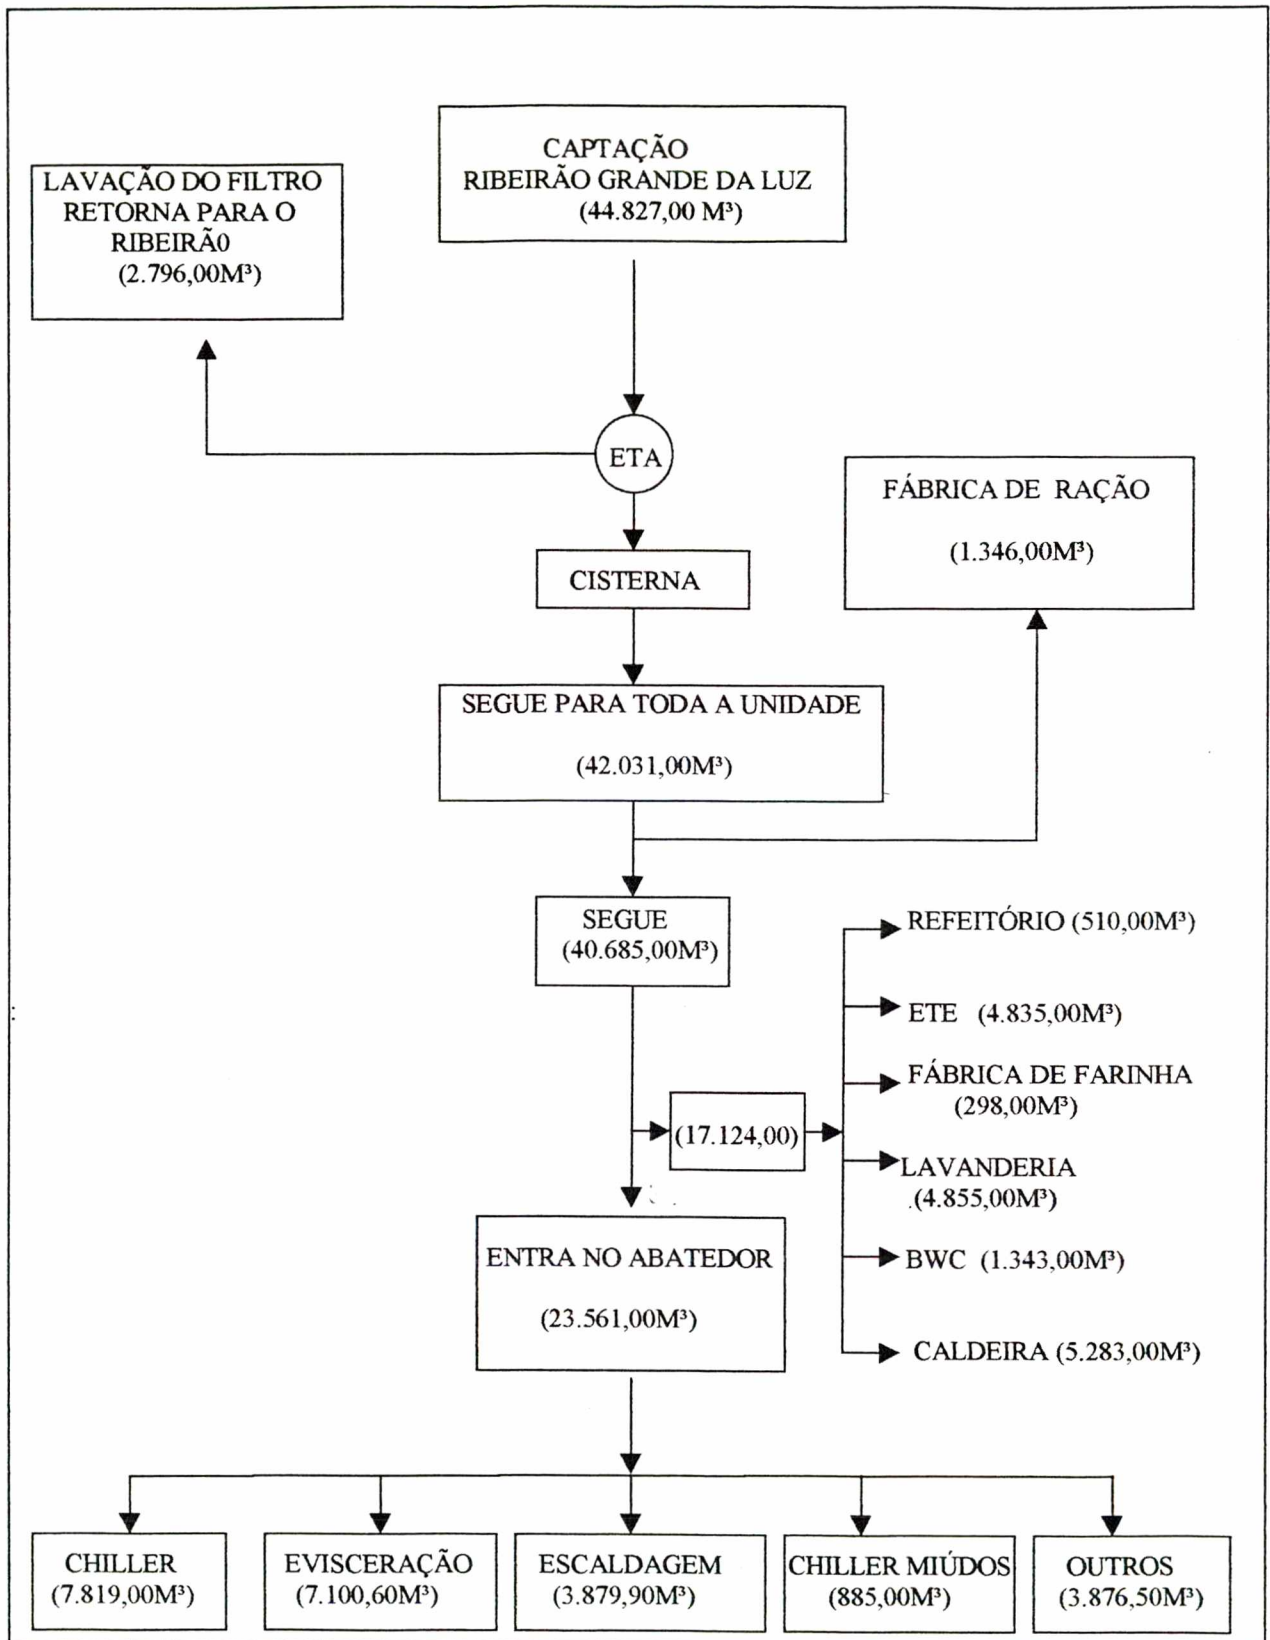 CAPTAÇÃO
RIBEIRÃO GRANDE DA LUZ
(44.827,00 M³)
LAVAÇÃO DO FILTRO
RETORNA PARA O
RIBEIRÃ0
(2.796,00M³)
ETA
FÁBRICA DE RAÇÃO
(1.346,00M³)
CISTERNA
SEGUE PARA TODA A UNIDADE
(42.031,00M³)
SEGUE
(40.685,00M³)
REFEITÓRIO (510,00M³)
ETE (4.835,00M³)
FÁBRICA DE FARINHA
(298,00M³)
(17.124,00)
LAVANDERIA
(4.855,00M³)
BWC (1.343,00M³)
CALDEIRA (5.283,00M³)
ENTRA NO ABATEDOR
(23.561,00M³)
CHILLER
(7.819,00M³)
EVISCERAÇÃO
(7.100,60M³)
ESCALDAGEM
(3.879,90M³)
CHILLER MIÚDOS
(885,00M³)
OUTROS
(3.876,50M³)